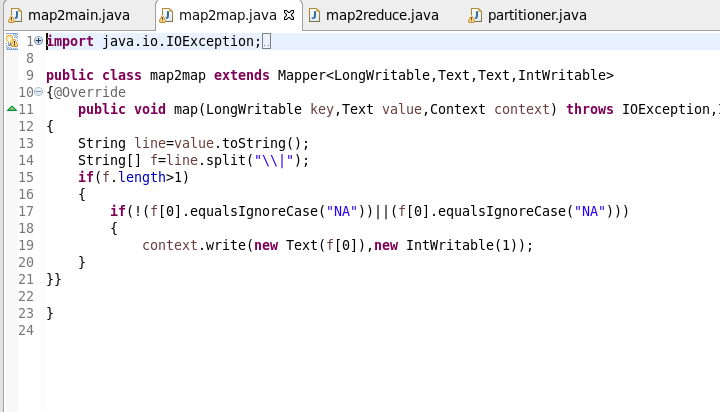 map2main.java map2map.java map2reduce.java partitioner.java
1 import java.io.IOException;
8
9 public class map2map extends Mapper<LongWritable,Text,Text,IntWritable>
10 {@Override
11 public void map(LongWritable key,Text value,Context context) throws IOException,
12 {
13 String line=value.toString();
14 String[] f=line.split("\\|");
15 if(f.length>1)
16 {
17 if(!(f[0].equalsIgnoreCase("NA"))||(f[0].equalsIgnoreCase("NA")))
18 {
19 context.write(new Text(f[0]),new IntWritable(1));
20 }
21 }}
22
23 }
24